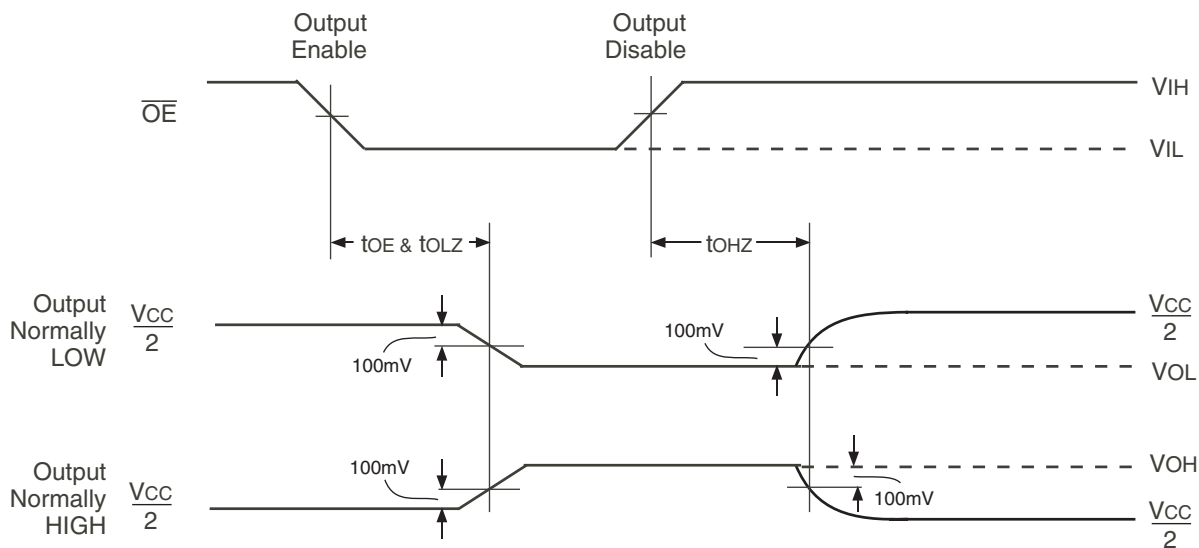 Output
Enable
Output
Disable
OE
VIH
VIL
tOE & tOLZ
tOHZ
Output
Normally
LOW
VCC
2
100mV
100mV
VCC
2
VOL
Output
Normally
HIGH
VCC
2
100mV
VOH
100mV
VCC
2